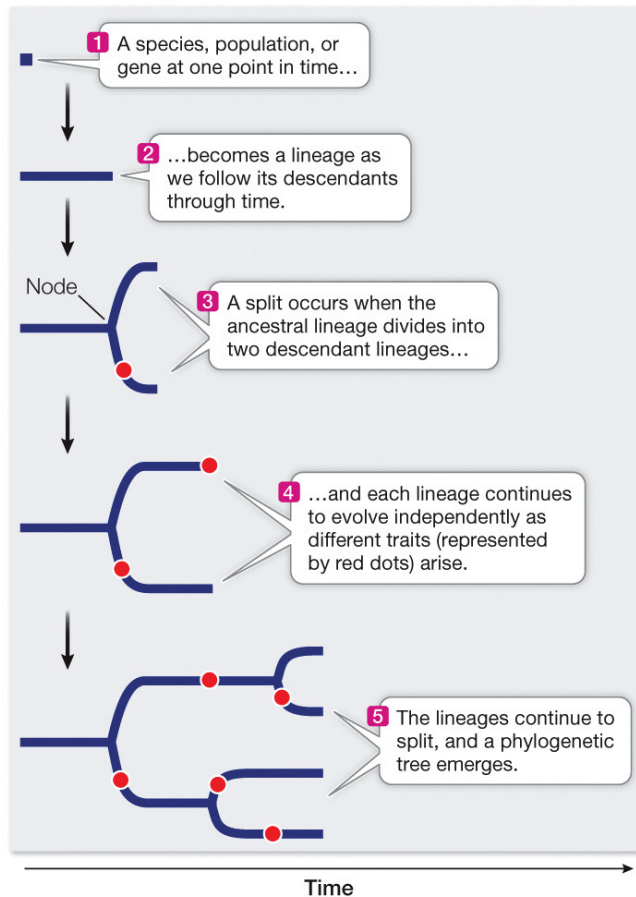 1 A species, population, or
gene at one point in time…
2 …becomes a lineage as
we follow its descendants
through time.
Node
3 A split occurs when the
ancestral lineage divides into
two descendant lineages…
4 …and each lineage continues
to evolve independently as
different traits (represented
by red dots) arise.
5 The lineages continue to
split, and a phylogenetic
tree emerges.
Time